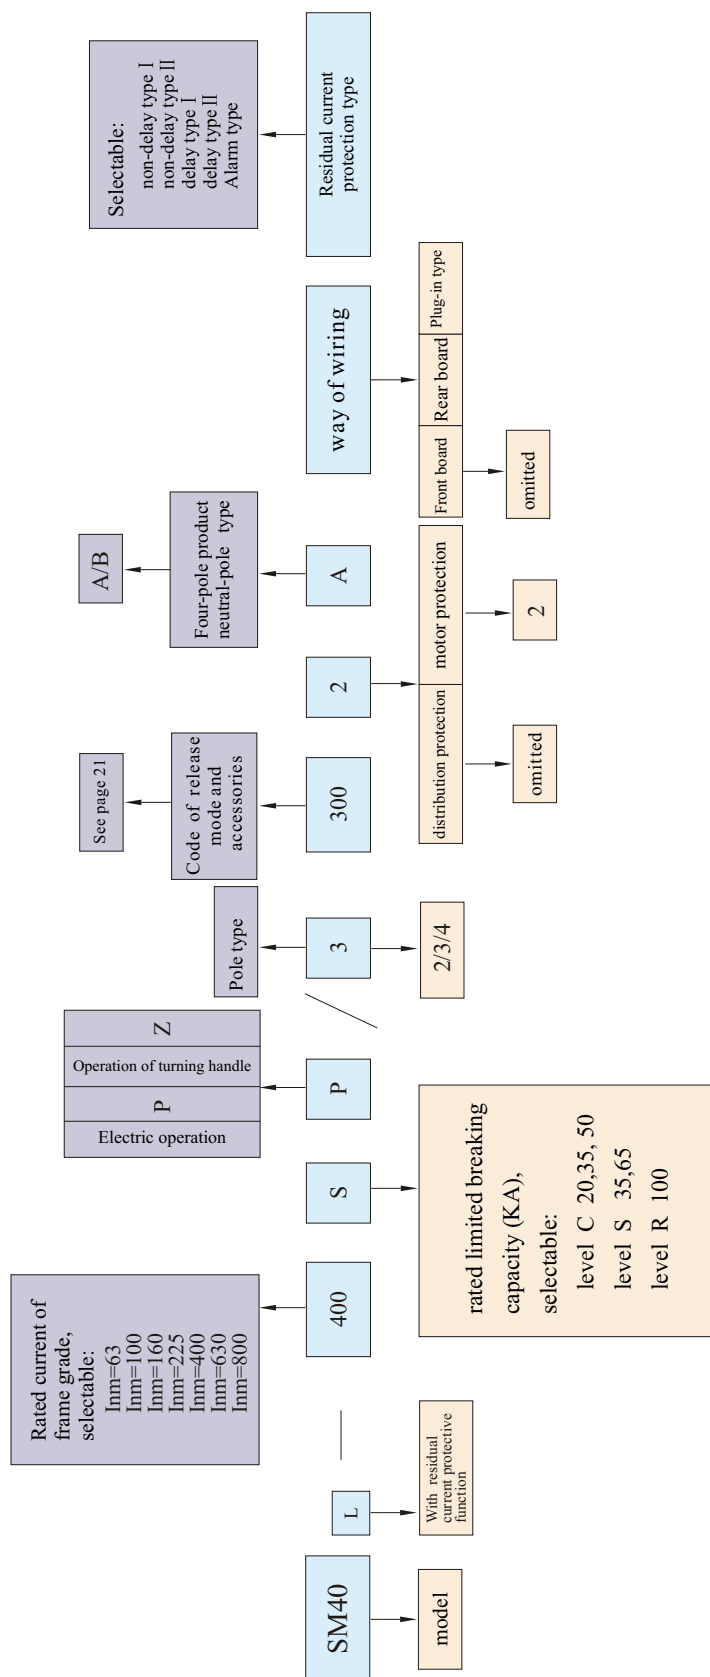 SM40
model
L
With residual
current protective
function
—
400
Rated current of
frame grade,
selectable:
Inm=63
Inm=100
Inm=160
Inm=225
Inm=400
Inm=630
Inm=800
S
rated limited breaking
capacity (KA),
selectable:
level C 20,35, 50
level S 35,65
level R 100
P
Electric operation
P
Operation of turning handle
Z
/
3
Pole type
2/3/4
300
Code of release
mode and
accessories
See page 21
2
distribution protection
omitted
motor protection
2
A
Four-pole product
neutral-pole type
A/B
way of wiring
Front board
omitted
Rear board
Plug-in type
Residual current
protection type
Selectable:
non-delay type Ⅰ
non-delay type Ⅱ
delay type Ⅰ
delay type Ⅱ
Alarm type